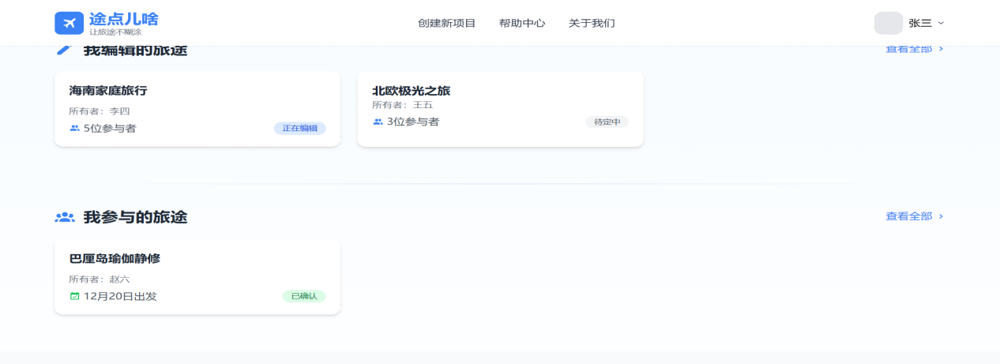 途点儿啥
让旅途不糊涂
创建新项目 帮助中心 关于我们
张三
我编辑的旅途
查看全部
海南家庭旅行
所有者：李四
5位参与者
正在编辑
北欧极光之旅
所有者：王五
3位参与者
待定中
我参与的旅途
查看全部
巴厘岛瑜伽静修
所有者：赵六
12月20日出发
已确认